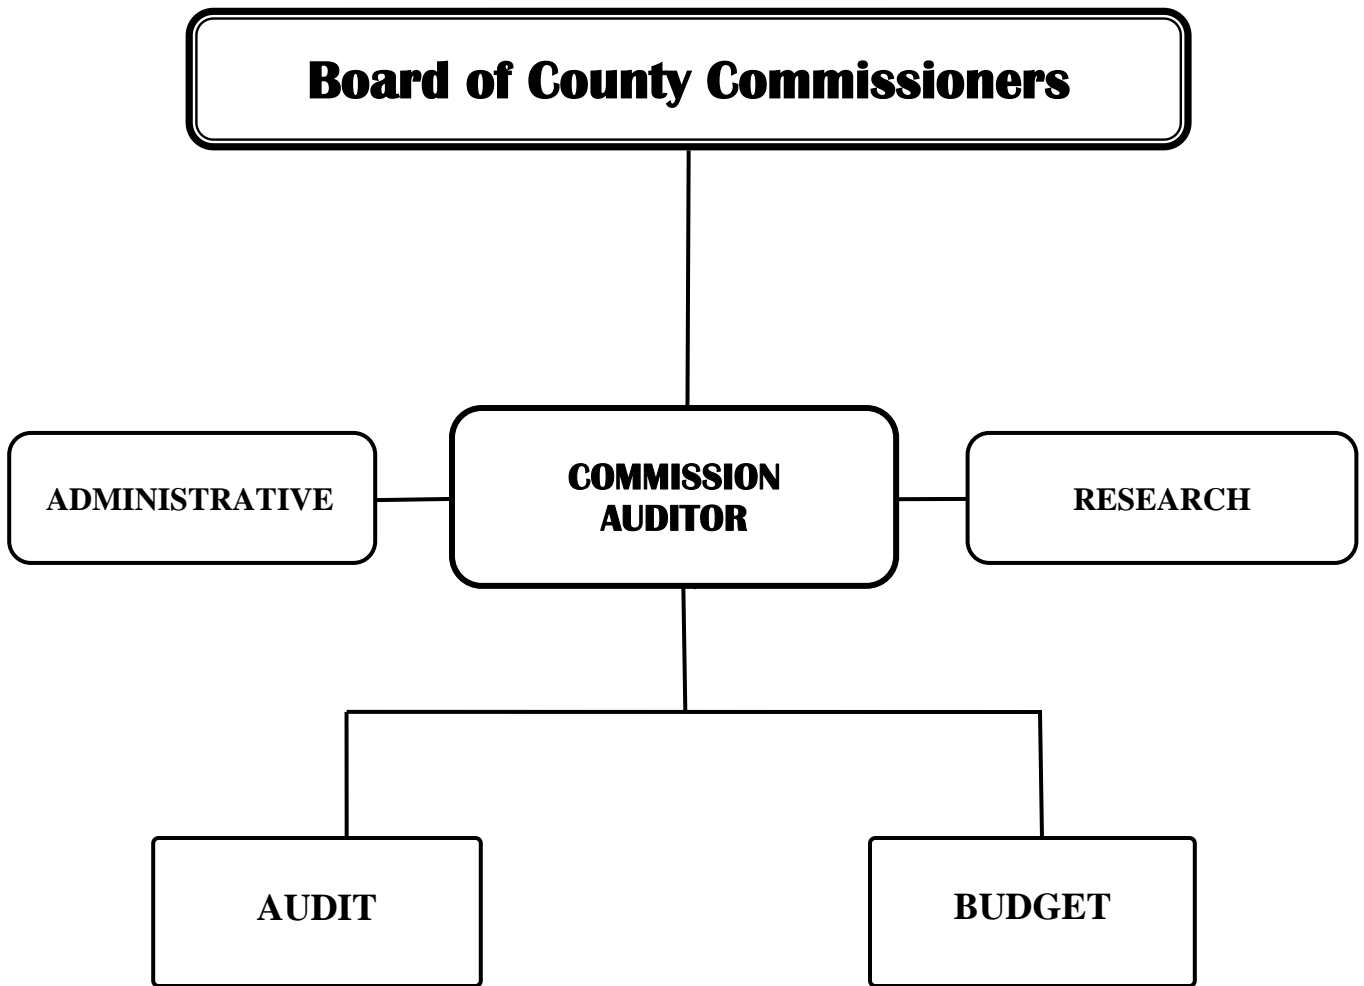 Board of County Commissioners
ADMINISTRATIVE
COMMISSION
AUDITOR
RESEARCH
AUDIT
BUDGET